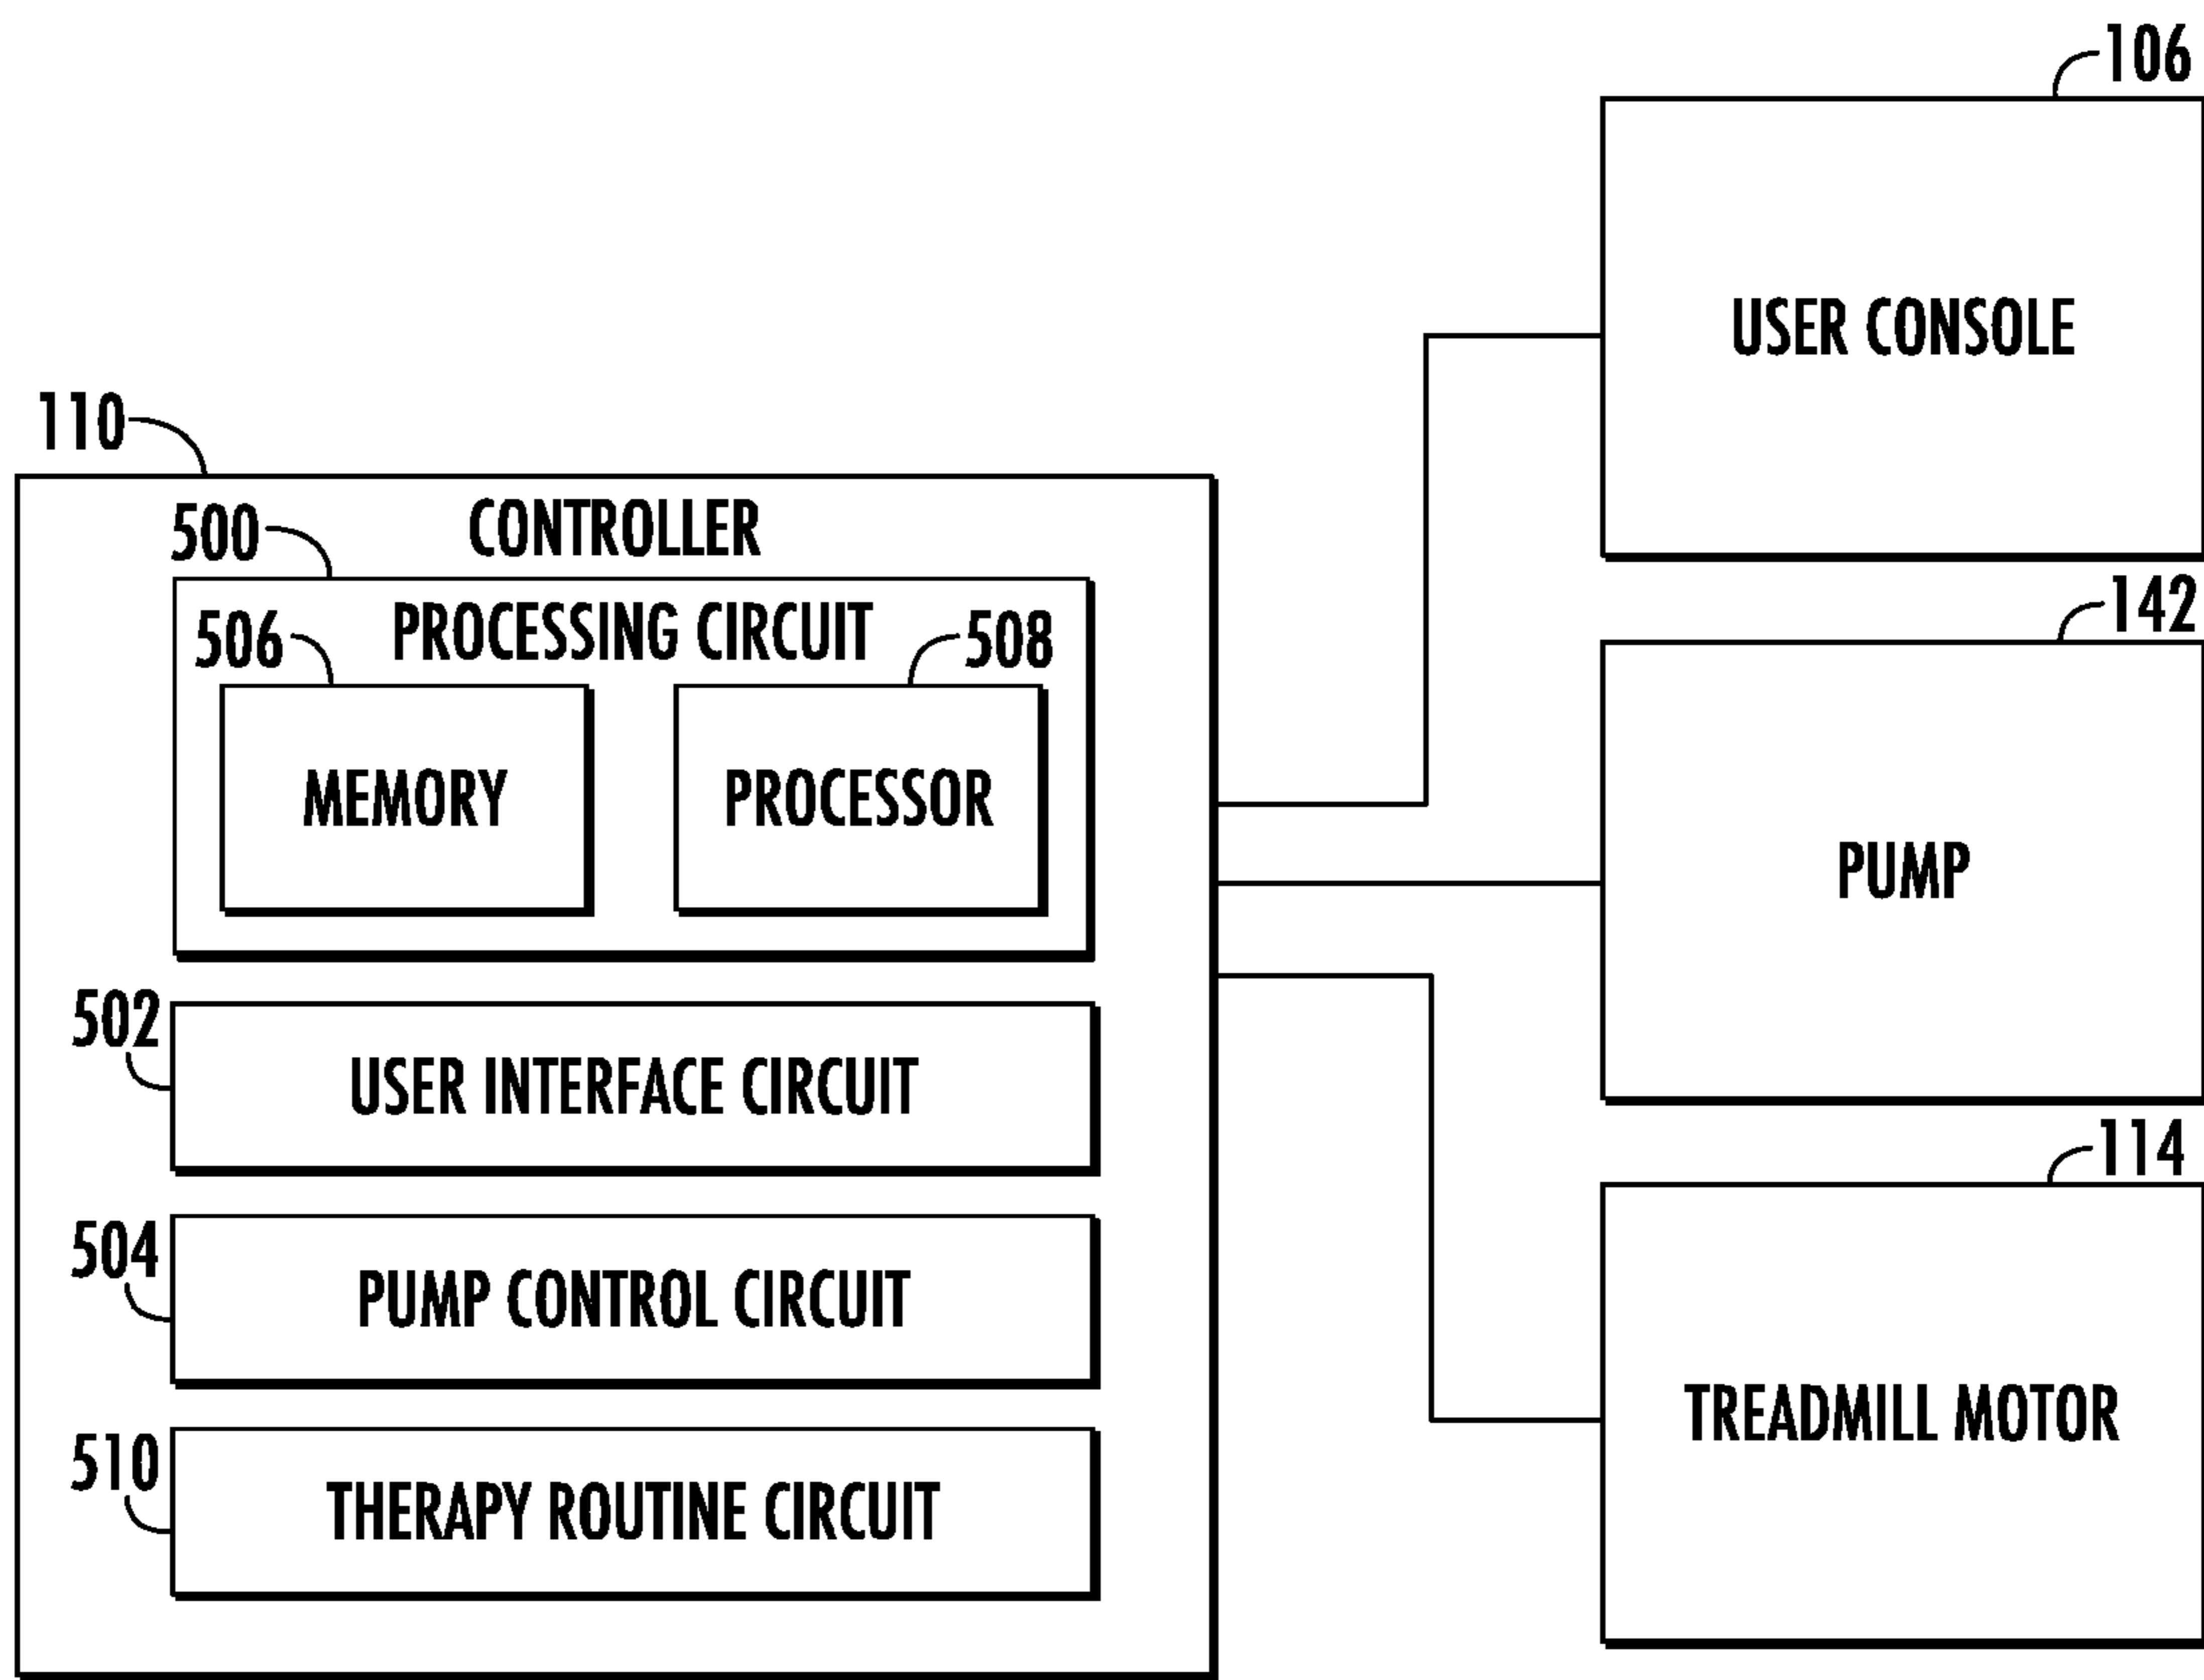 106
USER CONSOLE
110
CONTROLLER
500
PROCESSING CIRCUIT
506
508
MEMORY
PROCESSOR
142
PUMP
502
USER INTERFACE CIRCUIT
504
PUMP CONTROL CIRCUIT
114
TREADMILL MOTOR
510
THERAPY ROUTINE CIRCUIT